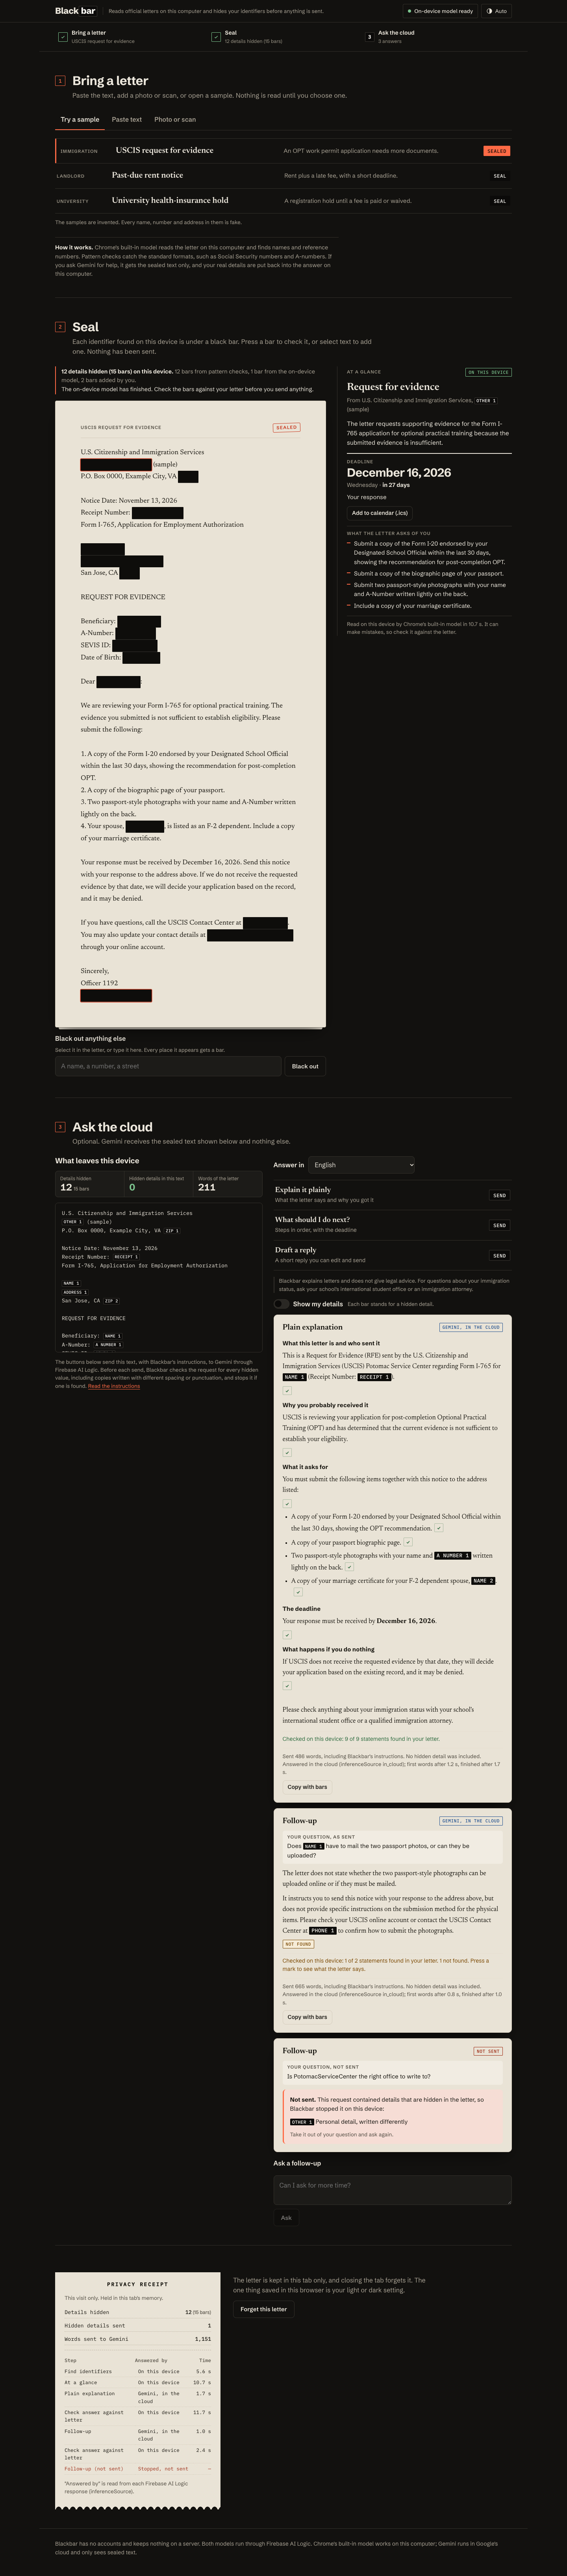 Black bar
Reads official letters on this computer and hides your identifiers before anything is sent.
On-device model ready
Auto
Bring a letter
USCIS request for evidence
Seal
12 details hidden (15 bars)
3
Ask the cloud
3 answers
1
Bring a letter
Paste the text, add a photo or scan, or open a sample. Nothing is read until you choose one.
Try a sample
Paste text
Photo or scan
IMMIGRATION
USCIS request for evidence
An OPT work permit application needs more documents.
SEALED
LANDLORD
Past-due rent notice
Rent plus a late fee, with a short deadline.
SEAL
UNIVERSITY
University health-insurance hold
A registration hold until a fee is paid or waived.
SEAL
The samples are invented. Every name, number and address in them is fake.
How it works. Chrome's built-in model reads the letter on this computer and finds names and reference
numbers. Pattern checks catch the standard formats, such as Social Security numbers and A-numbers. If
you ask Gemini for help, it gets the sealed text only, and your real details are put back into the answer on
this computer.
2
Seal
Each identifier found on this device is under a black bar. Press a bar to check it, or select text to add
one. Nothing has been sent.
12 details hidden (15 bars) on this device. 12 bars from pattern checks, 1 bar from the on-device
model, 2 bars added by you.
The on-device model has finished. Check the bars against your letter before you send anything.
USCIS REQUEST FOR EVIDENCE
SEALED
U.S. Citizenship and Immigration Services
(sample)
P.O. Box 0000, Example City, VA
Notice Date: November 13, 2026
Receipt Number:
Form I-765, Application for Employment Authorization
San Jose, CA
REQUEST FOR EVIDENCE
Beneficiary:
A-Number:
SEVIS ID:
Date of Birth:
Dear :
We are reviewing your Form I-765 for optional practical training. The
evidence you submitted is not sufficient to establish eligibility. Please
submit the following:
1. A copy of the Form I-20 endorsed by your Designated School Official
within the last 30 days, showing the recommendation for post-completion
OPT.
2. A copy of the biographic page of your passport.
3. Two passport-style photographs with your name and A-Number written
lightly on the back.
4. Your spouse, , is listed as an F-2 dependent. Include a copy
of your marriage certificate.
Your response must be received by December 16, 2026. Send this notice
with your response to the address above. If we do not receive the requested
evidence by that date, we will decide your application based on the record,
and it may be denied.
If you have questions, call the USCIS Contact Center at .
You may also update your contact details at
through your online account.
Sincerely,
Officer 1192
Black out anything else
Select it in the letter, or type it here. Every place it appears gets a bar.
A name, a number, a street
Black out
AT A GLANCE
ON THIS DEVICE
Request for evidence
From U.S. Citizenship and Immigration Services, OTHER 1
(sample)
The letter requests supporting evidence for the Form I-
765 application for optional practical training because the
submitted evidence is insufficient.
DEADLINE
December 16, 2026
Wednesday · in 27 days
Your response
Add to calendar (.ics)
WHAT THE LETTER ASKS OF YOU
Submit a copy of the Form I-20 endorsed by your
Designated School Official within the last 30 days,
showing the recommendation for post-completion OPT.
Submit a copy of the biographic page of your passport.
Submit two passport-style photographs with your name
and A-Number written lightly on the back.
Include a copy of your marriage certificate.
Read on this device by Chrome's built-in model in 10.7 s. It can
make mistakes, so check it against the letter.
3
Ask the cloud
Optional. Gemini receives the sealed text shown below and nothing else.
What leaves this device
Details hidden
12 15 bars
Hidden details in this text
0
Words of the letter
211
U.S. Citizenship and Immigration Services
OTHER 1 (sample)
P.O. Box 0000, Example City, VA ZIP 1
Notice Date: November 13, 2026
Receipt Number: RECEIPT 1
Form I-765, Application for Employment Authorization
NAME 1
ADDRESS 1
San Jose, CA ZIP 2
REQUEST FOR EVIDENCE
Beneficiary: NAME 1
A-Number: A NUMBER 1
The buttons below send this text, with Blackbar's instructions, to Gemini through
Firebase AI Logic. Before each send, Blackbar checks the request for every hidden
value, including copies written with different spacing or punctuation, and stops it if
one is found. Read the instructions
Answer in
English
Explain it plainly
What the letter says and why you got it
SEND
What should I do next?
Steps in order, with the deadline
SEND
Draft a reply
A short reply you can edit and send
SEND
Blackbar explains letters and does not give legal advice. For questions about your immigration
status, ask your school's international student office or an immigration attorney.
Show my details
Each bar stands for a hidden detail.
Plain explanation
GEMINI, IN THE CLOUD
What this letter is and who sent it
This is a Request for Evidence (RFE) sent by the U.S. Citizenship and
Immigration Services (USCIS) Potomac Service Center regarding Form I-765 for
NAME 1 (Receipt Number: RECEIPT 1).
Why you probably received it
USCIS is reviewing your application for post-completion Optional Practical
Training (OPT) and has determined that the current evidence is not sufficient to
establish your eligibility.
What it asks for
You must submit the following items together with this notice to the address
listed:
A copy of your Form I-20 endorsed by your Designated School Official within
the last 30 days, showing the OPT recommendation.
A copy of your passport biographic page.
Two passport-style photographs with your name and A NUMBER 1 written
lightly on the back.
A copy of your marriage certificate for your F-2 dependent spouse, NAME 2.
The deadline
Your response must be received by December 16, 2026.
What happens if you do nothing
If USCIS does not receive the requested evidence by that date, they will decide
your application based on the existing record, and it may be denied.
Please check anything about your immigration status with your school's
international student office or a qualified immigration attorney.
Checked on this device: 9 of 9 statements found in your letter.
Sent 486 words, including Blackbar's instructions. No hidden detail was included.
Answered in the cloud (inferenceSource in_cloud); first words after 1.2 s, finished after 1.7
s.
Copy with bars
Follow-up
GEMINI, IN THE CLOUD
YOUR QUESTION, AS SENT
Does NAME 1 have to mail the two passport photos, or can they be
uploaded?
The letter does not state whether the two passport-style photographs can be
uploaded online or if they must be mailed.
It instructs you to send this notice with your response to the address above, but
does not provide specific instructions on the submission method for the physical
items. Please check your USCIS online account or contact the USCIS Contact
Center at PHONE 1 to confirm how to submit the photographs.
NOT FOUND
Checked on this device: 1 of 2 statements found in your letter, 1 not found. Press a
mark to see what the letter says.
Sent 665 words, including Blackbar's instructions. No hidden detail was included.
Answered in the cloud (inferenceSource in_cloud); first words after 0.8 s, finished after 1.0
s.
Copy with bars
Follow-up
NOT SENT
YOUR QUESTION, NOT SENT
Is PotomacServiceCenter the right office to write to?
Not sent. This request contained details that are hidden in the letter, so
Blackbar stopped it on this device:
OTHER 1 Personal detail, written differently
Take it out of your question and ask again.
Ask a follow-up
Can I ask for more time?
Ask
PRIVACY RECEIPT
This visit only. Held in this tab's memory.
Details hidden 12 (15 bars)
Hidden details sent 1
Words sent to Gemini 1,151
Step Answered by Time
Find identifiers On this device 5.6 s
At a glance On this device 10.7 s
Plain explanation Gemini, in the cloud 1.7 s
Check answer against letter On this device 11.7 s
Follow-up Gemini, in the cloud 1.0 s
Check answer against letter On this device 2.4 s
Follow-up (not sent) Stopped, not sent —
"Answered by" is read from each Firebase AI Logic
response (inferenceSource).
The letter is kept in this tab only, and closing the tab forgets it. The
one thing saved in this browser is your light or dark setting.
Forget this letter
Blackbar has no accounts and keeps nothing on a server. Both models run through Firebase AI Logic. Chrome's built-in model works on this computer; Gemini runs in Google's
cloud and only sees sealed text.